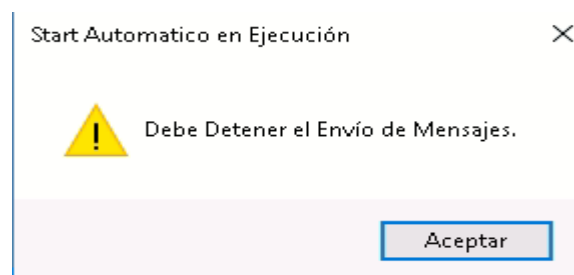 Start Automatico en Ejecución
Debe Detener el Envío de Mensajes.
Aceptar